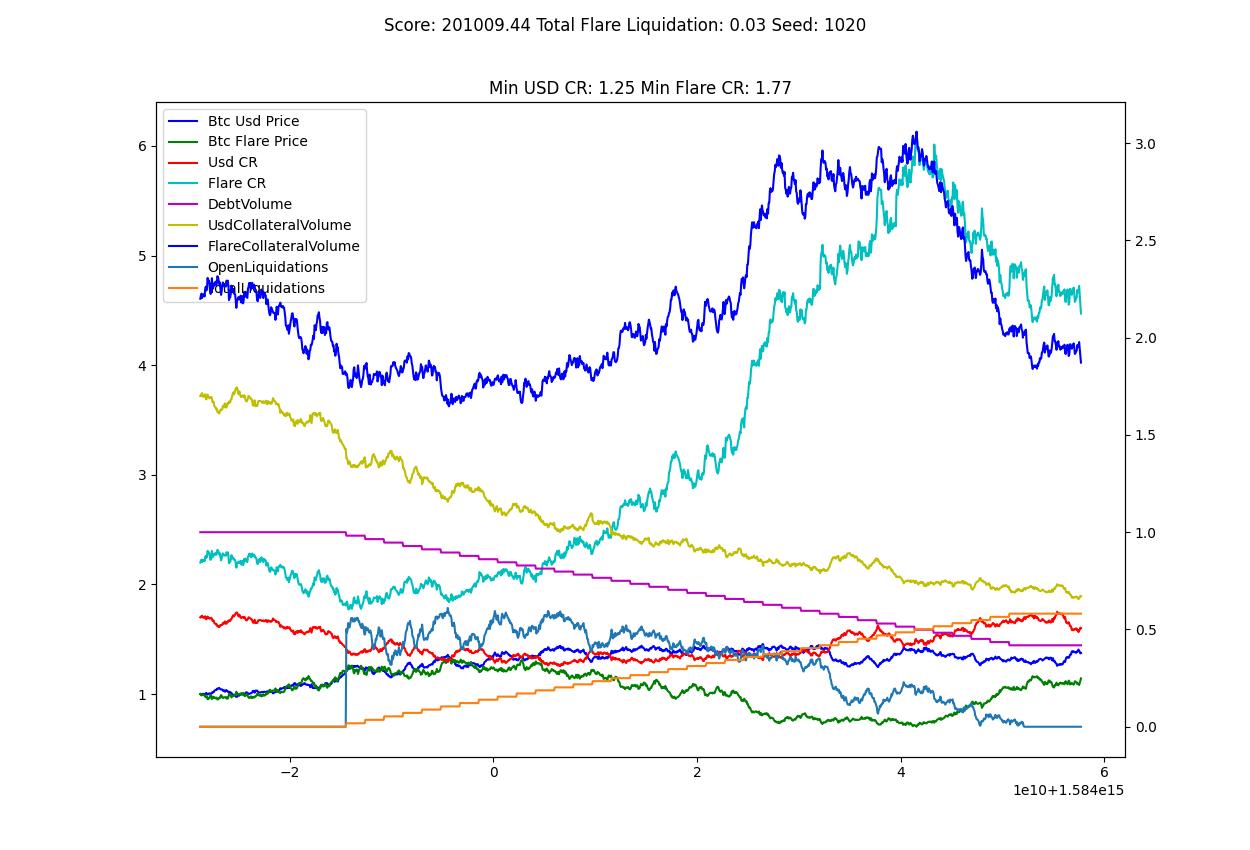 Score: 201009.44 Total Flare Liquidation: 0.03 Seed: 1020
Min USD CR: 1.25 Min Flare CR: 1.77
Btc Usd Price
Btc Flare Price
Usd CR
Flare CR
DebtVolume
UsdCollateralVolume
FlareCollateralVolume
OpenLiquidations
TotalLiquidations
6
5
4
3
2
1
3.0
2.5
2.0
1.5
1.0
0.5
0.0
−2
0
2
4
6
1e10+1.584e15